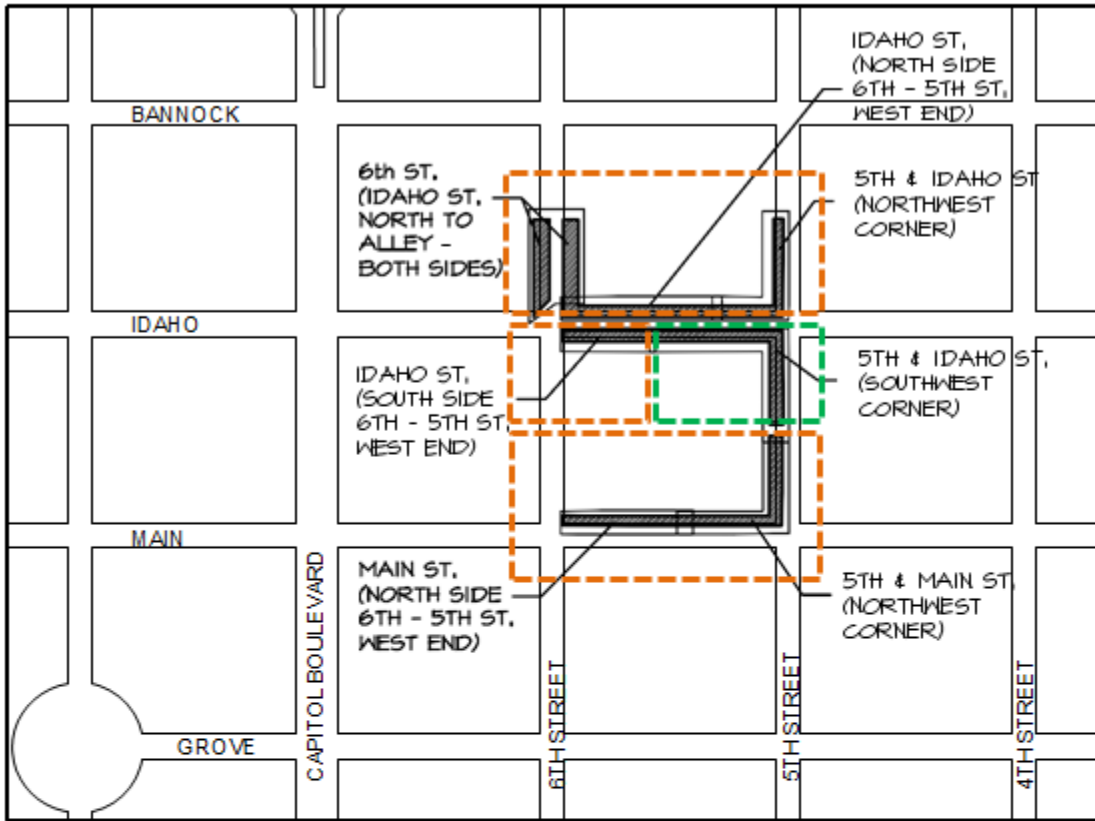 IDAHO ST.
(NORTH SIDE
6TH - 5TH ST.
WEST END)
BANNOCK
6th ST.
(IDAHO ST.
NORTH TO
ALLEY -
BOTH SIDES)
5TH & IDAHO ST
(NORTHWEST
CORNER)
IDAHO
IDAHO ST.
(SOUTH SIDE
6TH - 5TH ST.
WEST END)
5TH & IDAHO ST.
(SOUTHWEST
CORNER)
MAIN
MAIN ST.
(NORTH SIDE
6TH - 5TH ST.
WEST END)
5TH & MAIN ST.
(NORTHWEST
CORNER)
CAPITOL BOULEVARD
6TH STREET
5TH STREET
4TH STREET
GROVE